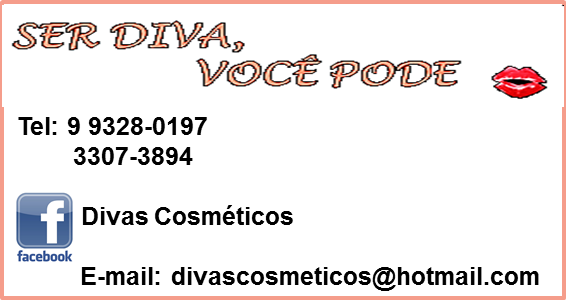 SER DIVA,
VOCÊ PODE
Tel: 9 9328-0197
3307-3894
f
facebook
Divas Cosméticos
E-mail: divascosmeticos@hotmail.com